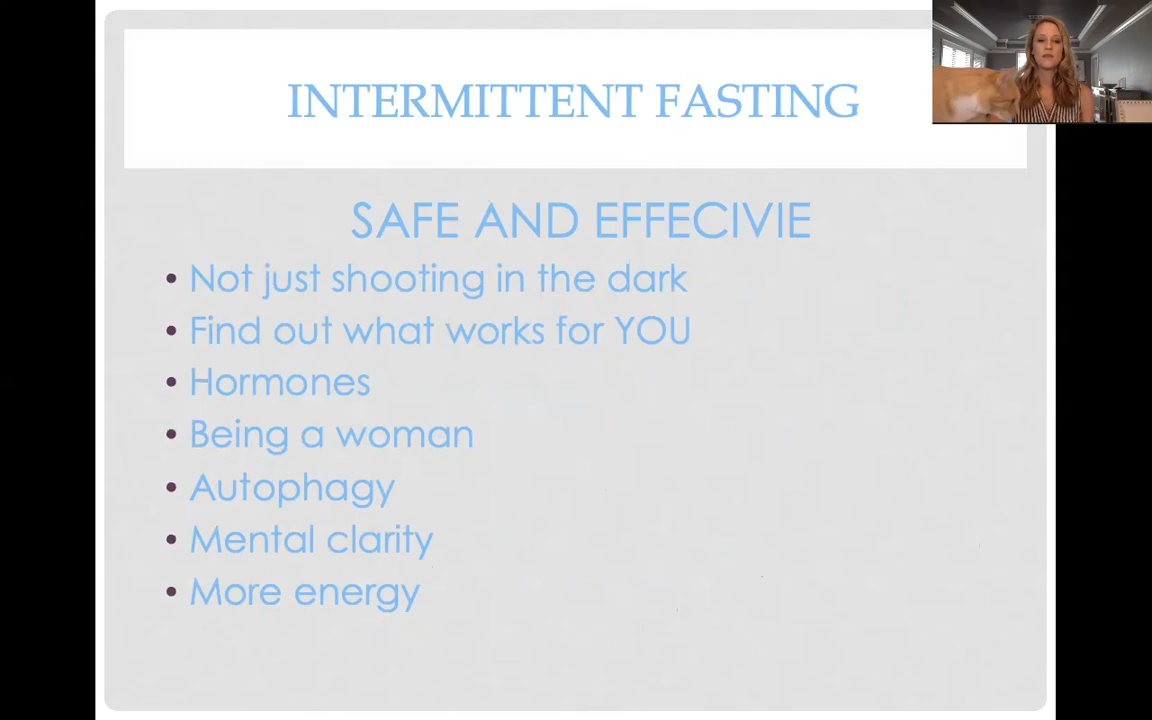 INTERMITTENT FASTING
SAFE AND EFFECIVIE
• Not just shooting in the dark
• Find out what works for YOU
• Hormones
• Being a woman
• Autophagy
• Mental clarity
• More energy